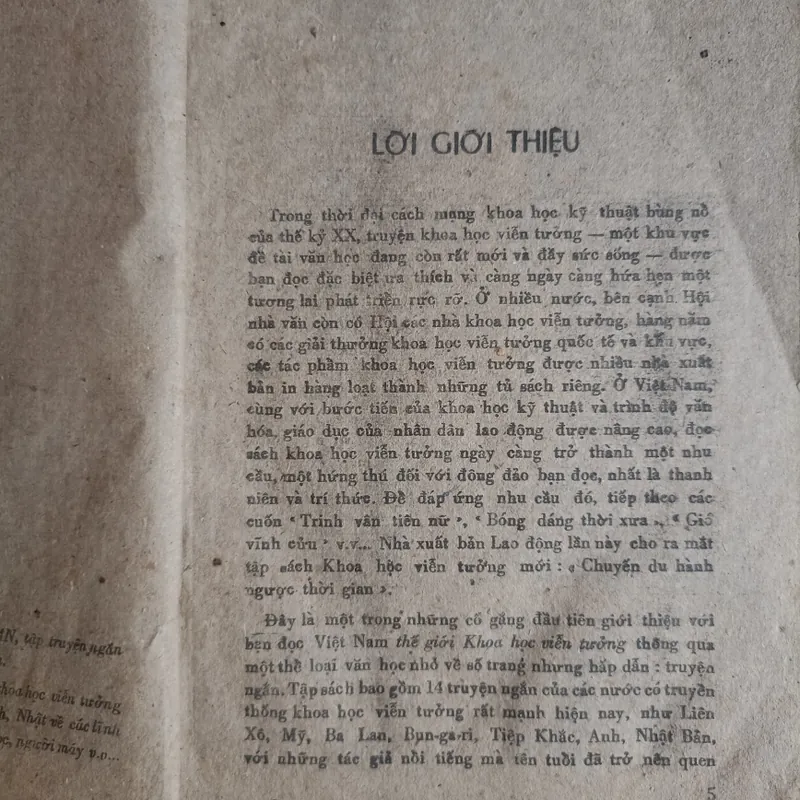 LỜI GIỚI THIỆU
Trong thời đại cách mạng khoa học kỹ thuật bùng nổ
của thế kỷ XX, truyện khoa học viễn tưởng — một khu vực
đề tài văn học đang còn rất mới và đầy sức sống — được
bạn đọc đặc biệt ưa thích và càng ngày càng hứa hẹn một
tương lai phát triển rực rỡ. Ở nhiều nước, bên cạnh Hội
nhà văn còn có Hội các nhà khoa học viễn tưởng, hàng năm
có các giải thưởng khoa học viễn tưởng quốc tế và khu vực,
các tác phẩm khoa học viễn tưởng được nhiều nhà xuất
bản in hàng loạt thành những tủ sách riêng. Ở Việt Nam,
cùng với bước tiến của khoa học kỹ thuật và trình độ văn
hóa, giáo dục của nhân dân lao động được nâng cao, đọc
sách khoa học viễn tưởng ngày càng trở thành một nhu
cầu, một hứng thú đối với đông đảo bạn đọc, nhất là thanh
niên và trí thức. Để đáp ứng nhu cầu đó, tiếp theo các
cuốn « Trinh vân tiên nữ », « Bóng dáng thời xưa », « Gió
vĩnh cửu » v.v... Nhà xuất bản Lao động lần này cho ra mắt
tập sách Khoa học viễn tưởng mới : « Chuyến du hành
ngược thời gian ».
Đây là một trong những cố gắng đầu tiên giới thiệu với
bạn đọc Việt Nam thế giới Khoa học viễn tưởng thông qua
một thể loại văn học nhỏ về số trang nhưng hấp dẫn : truyện
ngắn. Tập sách bao gồm 14 truyện ngắn của các nước có truyền
thống khoa học viễn tưởng rất mạnh hiện nay, như Liên
Xô, Mỹ, Ba Lan, Bun-ga-ri, Tiệp Khắc, Anh, Nhật Bản,
với những tác giả nổi tiếng mà tên tuổi đã trở nên quen
5
tập truyện ngắn
khoa học viễn tưởng
Nhật về các lĩnh
người máy v.v...